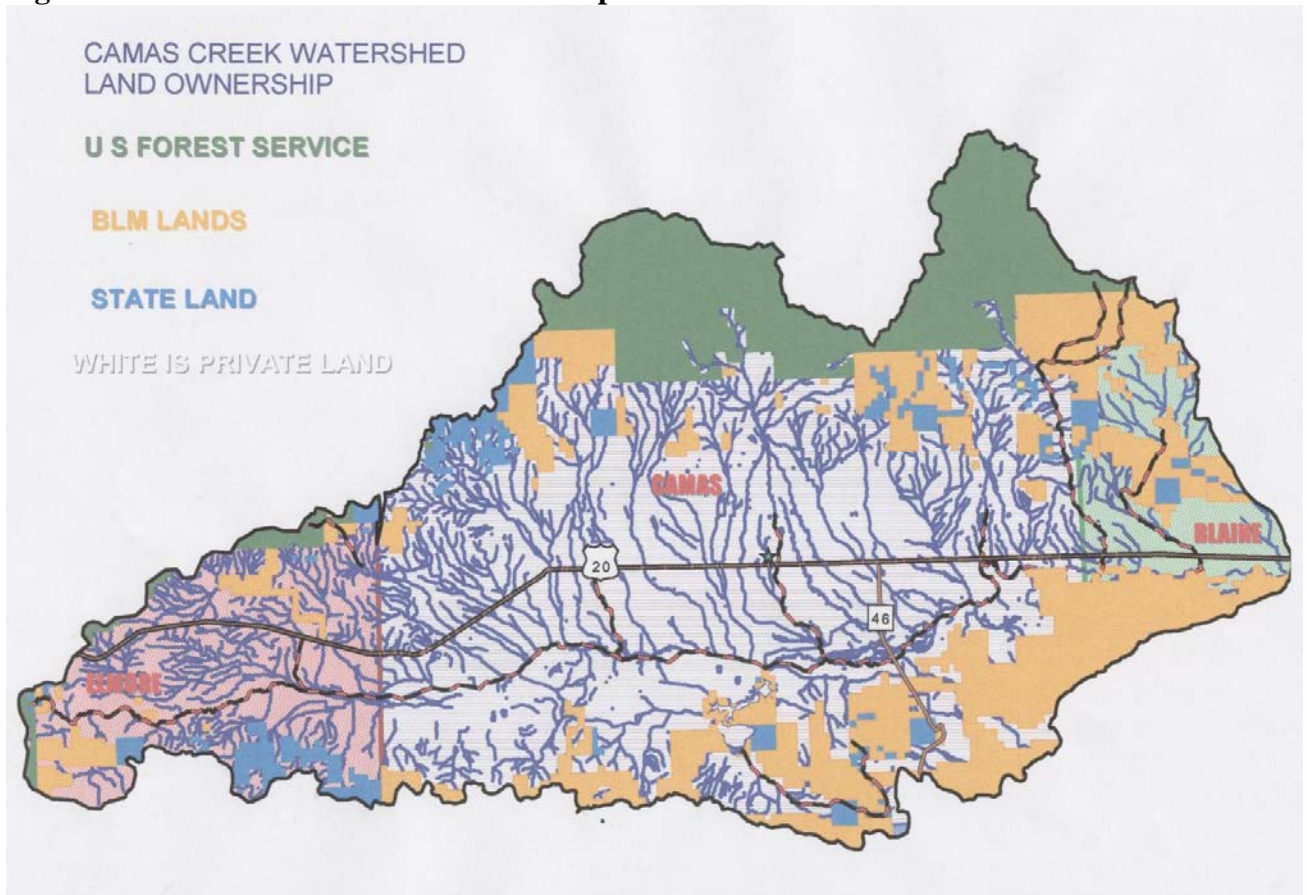 CAMAS CREEK WATERSHED
LAND OWNERSHIP
U S FOREST SERVICE
BLM LANDS
STATE LAND
WHITE IS PRIVATE LAND
CAMAS
BLAINE
20
46
ELMORE